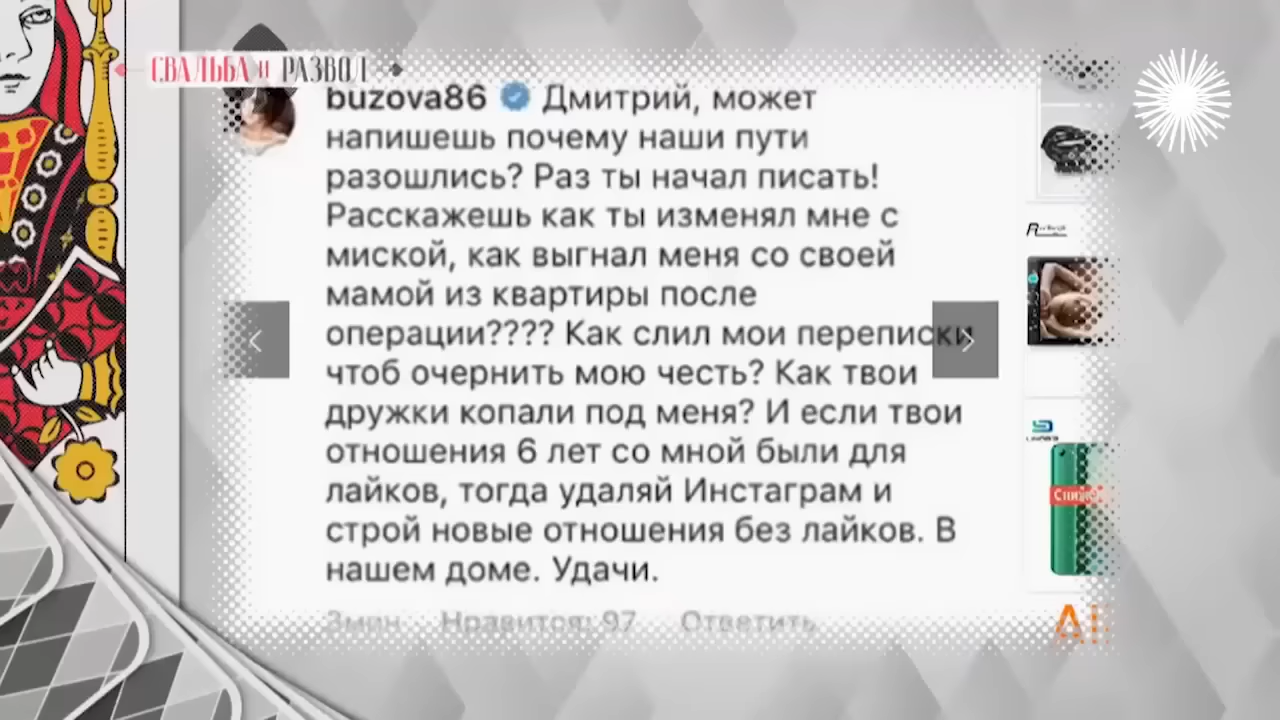 СВАДЬБА И РАЗВОД
buzova86 Дмитрий, может
напишешь почему наши пути
разошлись? Раз ты начал писать!
Расскажешь как ты изменял мне с
миской, как выгнал меня со своей
мамой из квартиры после
операции???? Как слил мои переписки
чтоб очернить мою честь? Как твои
дружки копали под меня? И если твои
отношения 6 лет со мной были для
лайков, тогда удаляй Инстаграм и
строй новые отношения без лайков. В
нашем доме. Удачи.
3мин. Нравится: 97 Ответить